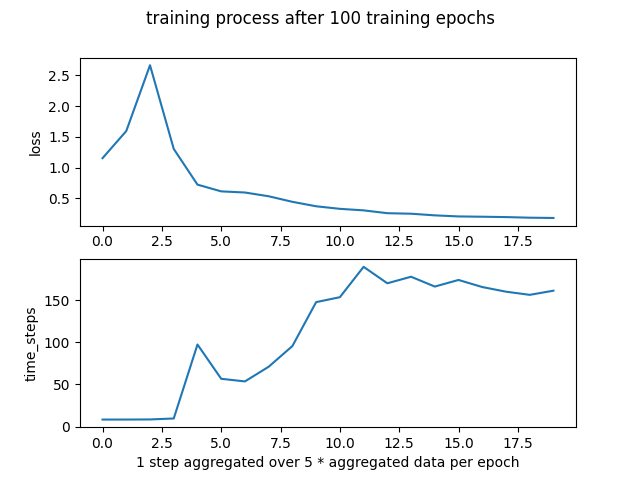 training process after 100 training epochs
2.5
2.0
1.5
1.0
0.5
loss
0.0 2.5 5.0 7.5 10.0 12.5 15.0 17.5
150
100
50
0
time_steps
0.0 2.5 5.0 7.5 10.0 12.5 15.0 17.5
1 step aggregated over 5 * aggregated data per epoch